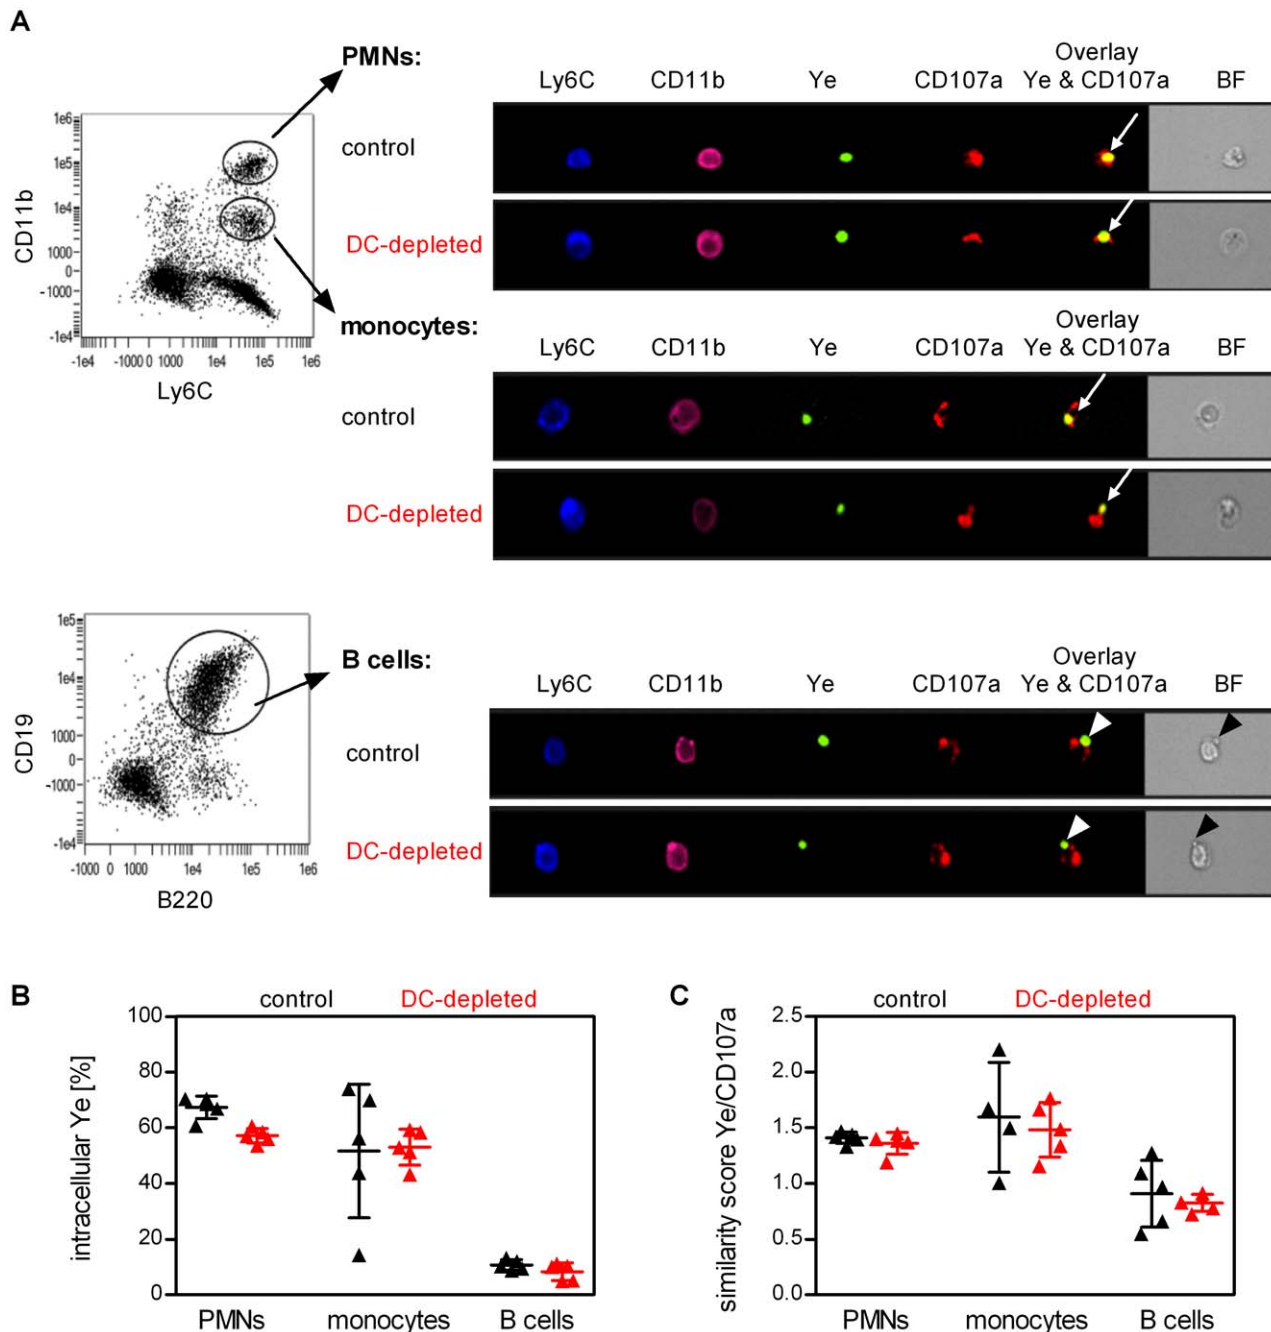 A
PMNs:
Ly6C CD11b Ye CD107a Overlay Ye & CD107a BF
control
DC-depleted
1e6
1e5
1e4
1000
0
-1000
-1e4
CD11b
-1e4 -1000 0 1000 1e4 1e5 1e6
Ly6C
monocytes:
Ly6C CD11b Ye CD107a Overlay Ye & CD107a BF
control
DC-depleted
1e5
1e4
1000
0
-1000
-1e4
CD19
-1000 0 1000 1e4 1e5 1e6
B220
B cells:
Ly6C CD11b Ye CD107a Overlay Ye & CD107a BF
control
DC-depleted
B
control DC-depleted
intracellular Ye [%]
100
80
60
40
20
0
PMNs monocytes B cells
C
control DC-depleted
similarity score Ye/CD107a
2.5
2.0
1.5
1.0
0.5
0.0
PMNs monocytes B cells